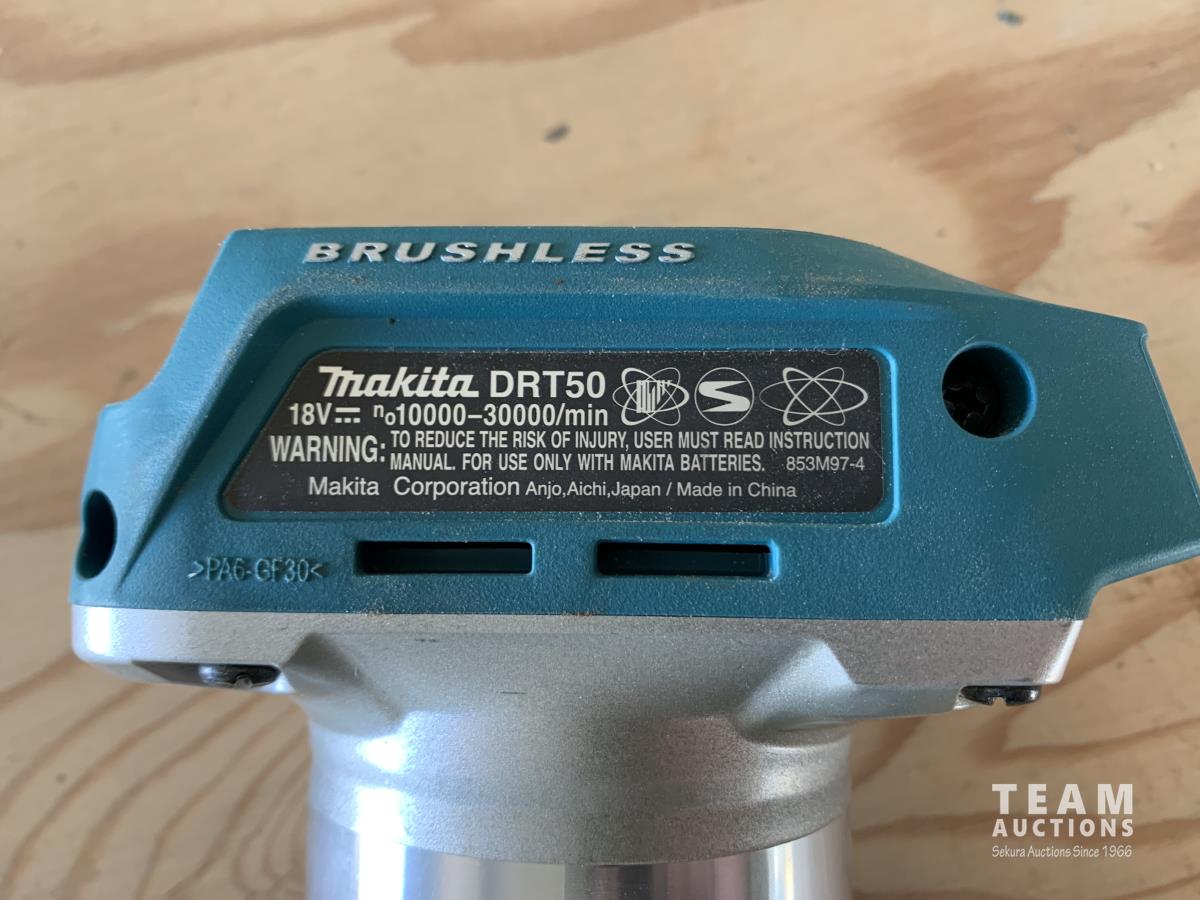 BRUSHLESS
makita DRT50
18V⎓ n₀10000–30000/min
WARNING: TO REDUCE THE RISK OF INJURY, USER MUST READ INSTRUCTION
MANUAL. FOR USE ONLY WITH MAKITA BATTERIES. 853M97-4
Makita Corporation Anjo,Aichi,Japan / Made in China
>PA6-GF30<
TEAM
AUCTIONS
Sekura Auctions Since 1966